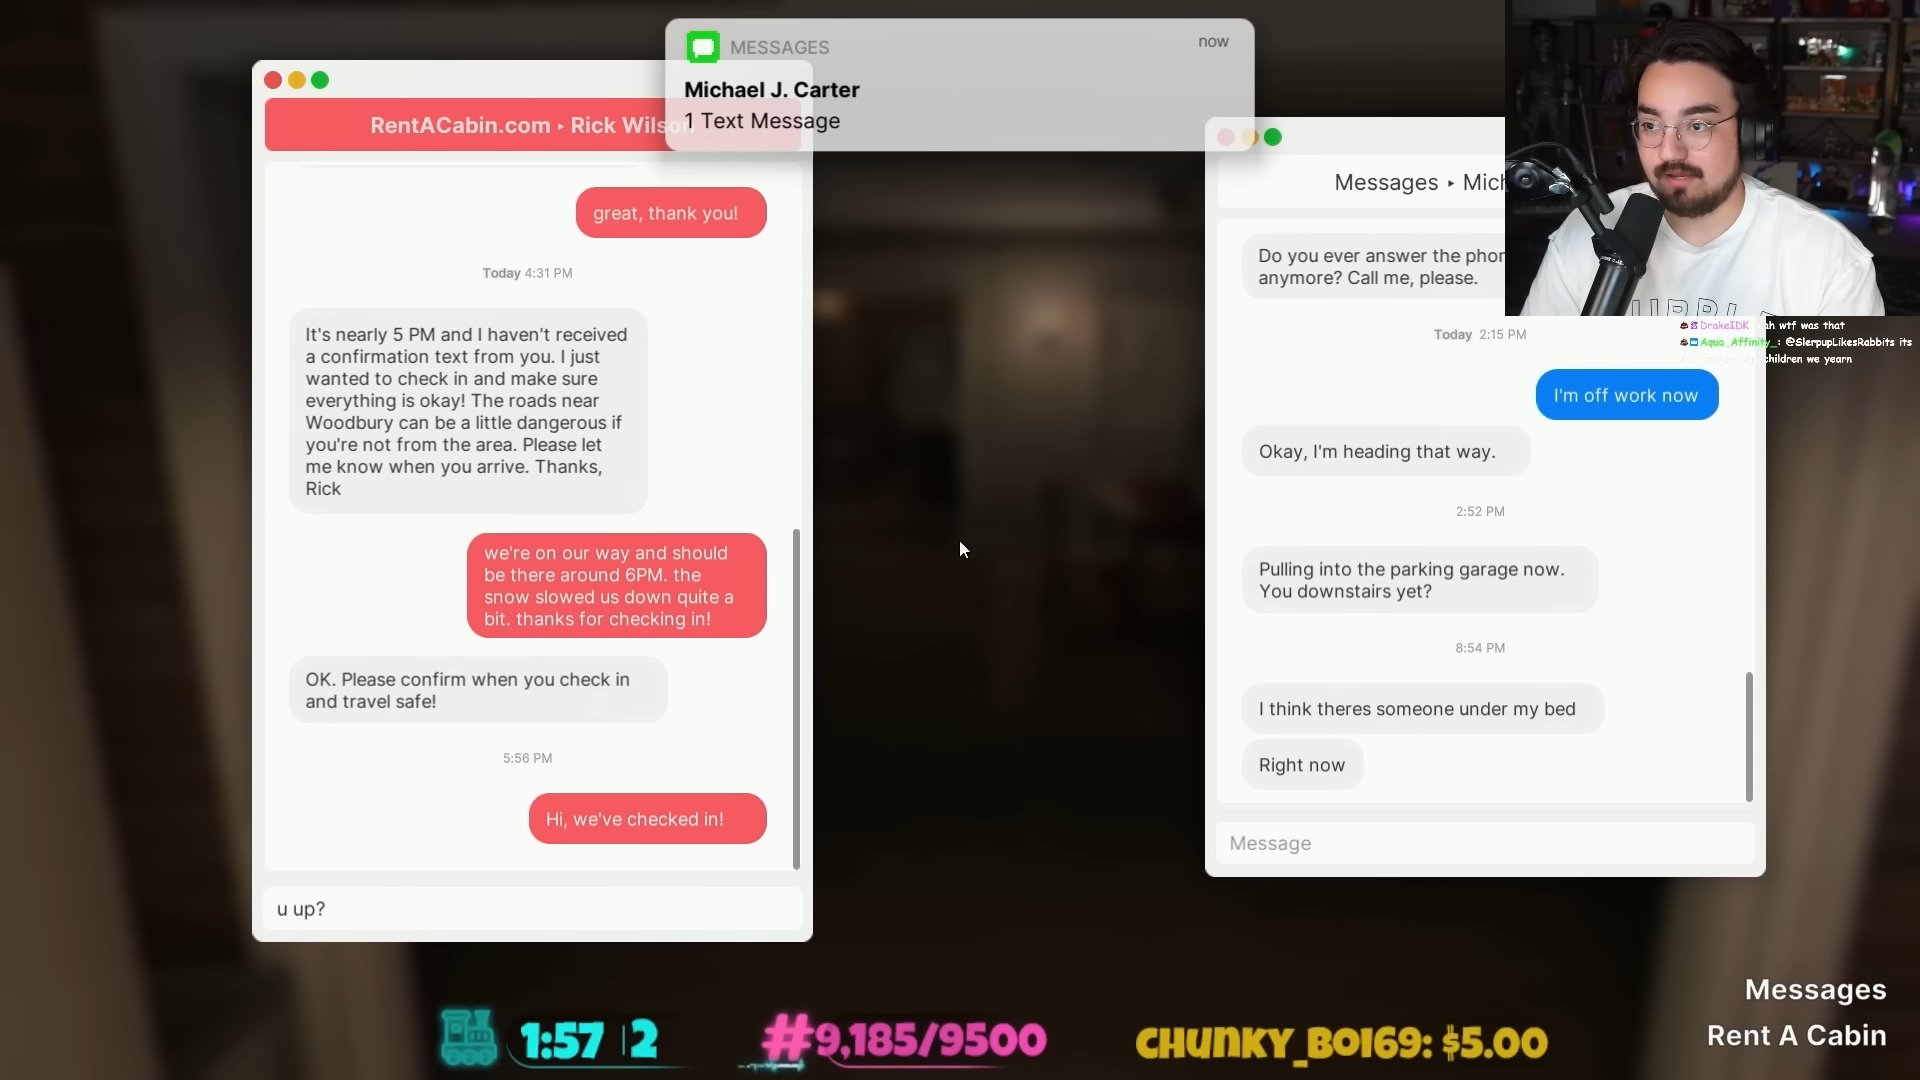 MESSAGES
now
Michael J. Carter
1 Text Message
RentACabin.com ‣ Rick Wilson
great, thank you!
Today 4:31 PM
It's nearly 5 PM and I haven't received
a confirmation text from you. I just
wanted to check in and make sure
everything is okay! The roads near
Woodbury can be a little dangerous if
you're not from the area. Please let
me know when you arrive. Thanks,
Rick
we're on our way and should
be there around 6PM. the
snow slowed us down quite a
bit. thanks for checking in!
OK. Please confirm when you check in
and travel safe!
5:56 PM
Hi, we've checked in!
u up?
Messages ‣ Mich
Do you ever answer the phon
anymore? Call me, please.
Today 2:15 PM
I'm off work now
Okay, I'm heading that way.
2:52 PM
Pulling into the parking garage now.
You downstairs yet?
8:54 PM
I think theres someone under my bed
Right now
Message
DrakeIDK ah wtf was that
Aqua_Affinity_: @SlerpupLikesRabbits its
children we yearn
1:57 | 2
#9,185/9500
CHUNKY_BOI69: $5.00
Messages
Rent A Cabin